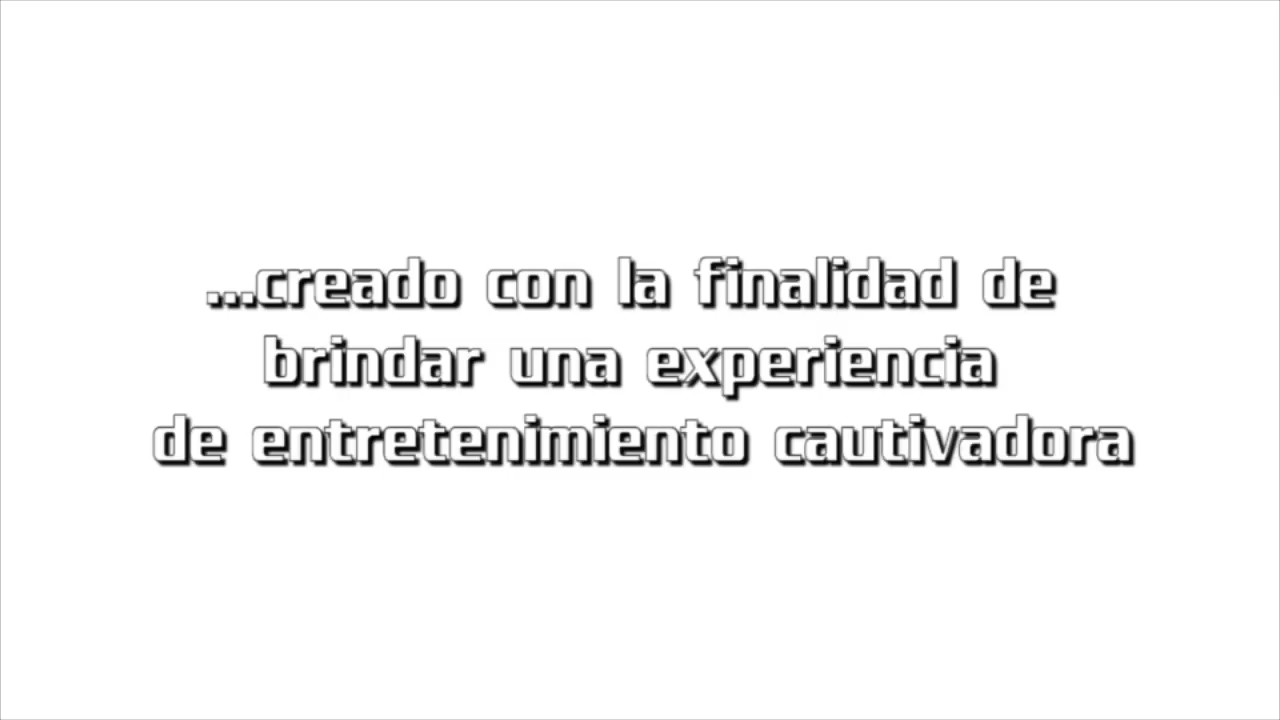 ...creado con la finalidad de
brindar una experiencia
de entretenimiento cautivadora